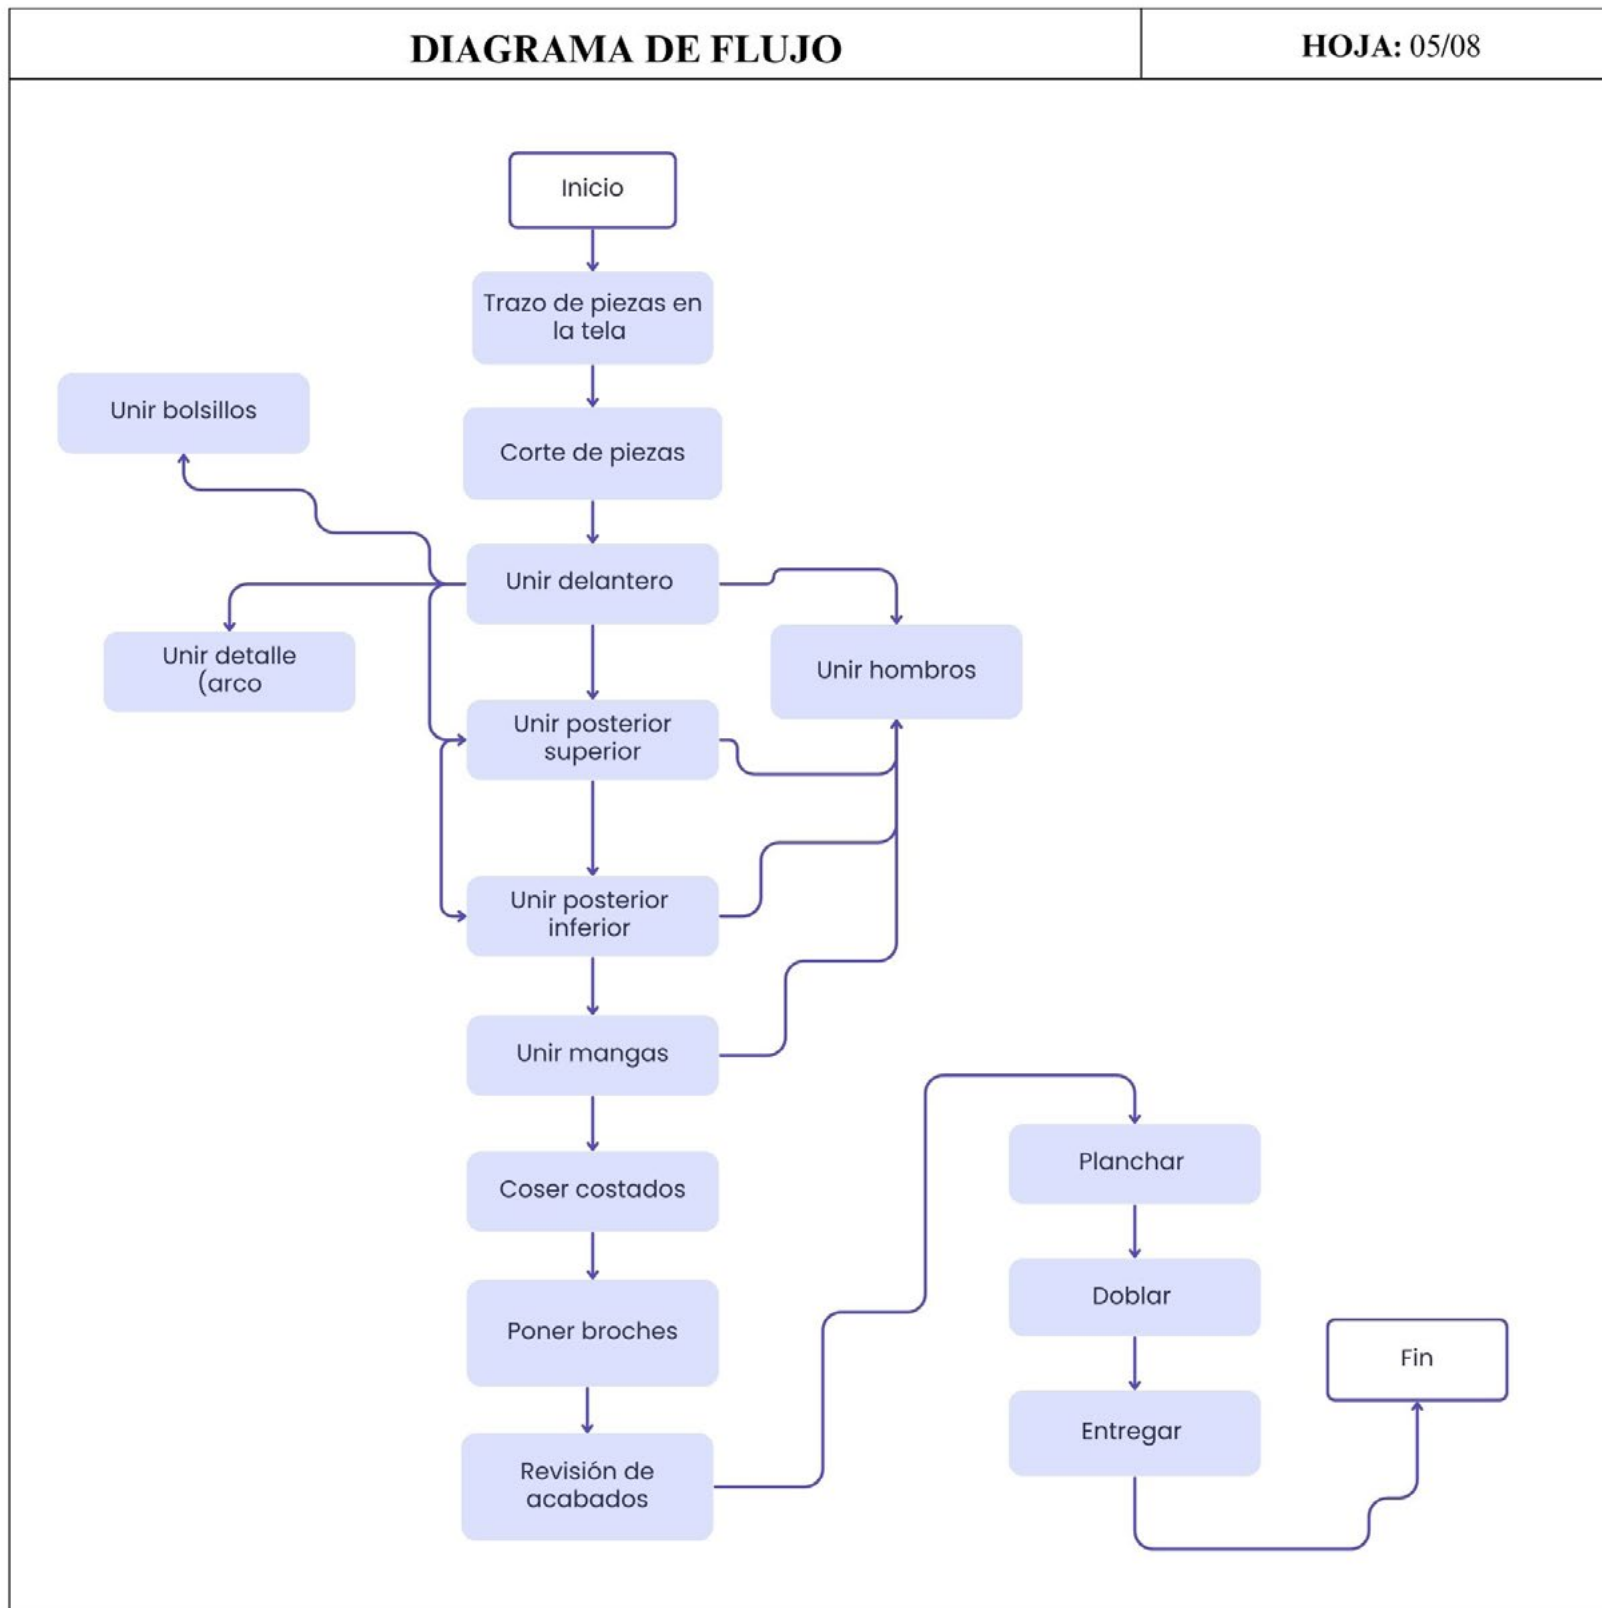 DIAGRAMA DE FLUJO
HOJA: 05/08
Inicio
Trazo de piezas en
la tela
Unir bolsillos
Corte de piezas
Unir delantero
Unir detalle
(arco
Unir hombros
Unir posterior
superior
Unir posterior
inferior
Unir mangas
Coser costados
Poner broches
Revisión de
acabados
Planchar
Doblar
Entregar
Fin